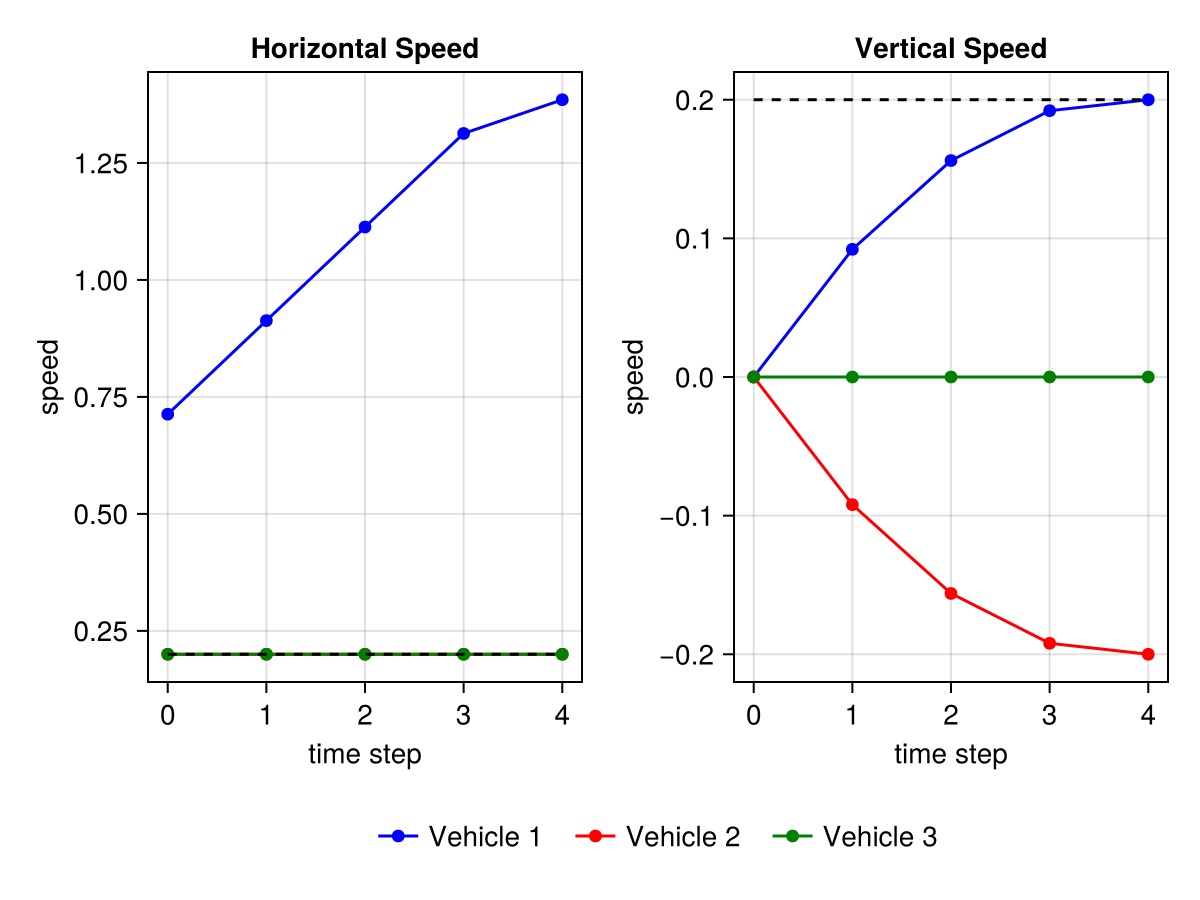 Horizontal Speed
1.25
1.00
0.75
0.50
0.25
speed
0 1 2 3 4
time step
Vertical Speed
0.2
0.1
0.0
−0.1
−0.2
speed
0 1 2 3 4
time step
Vehicle 1 Vehicle 2 Vehicle 3